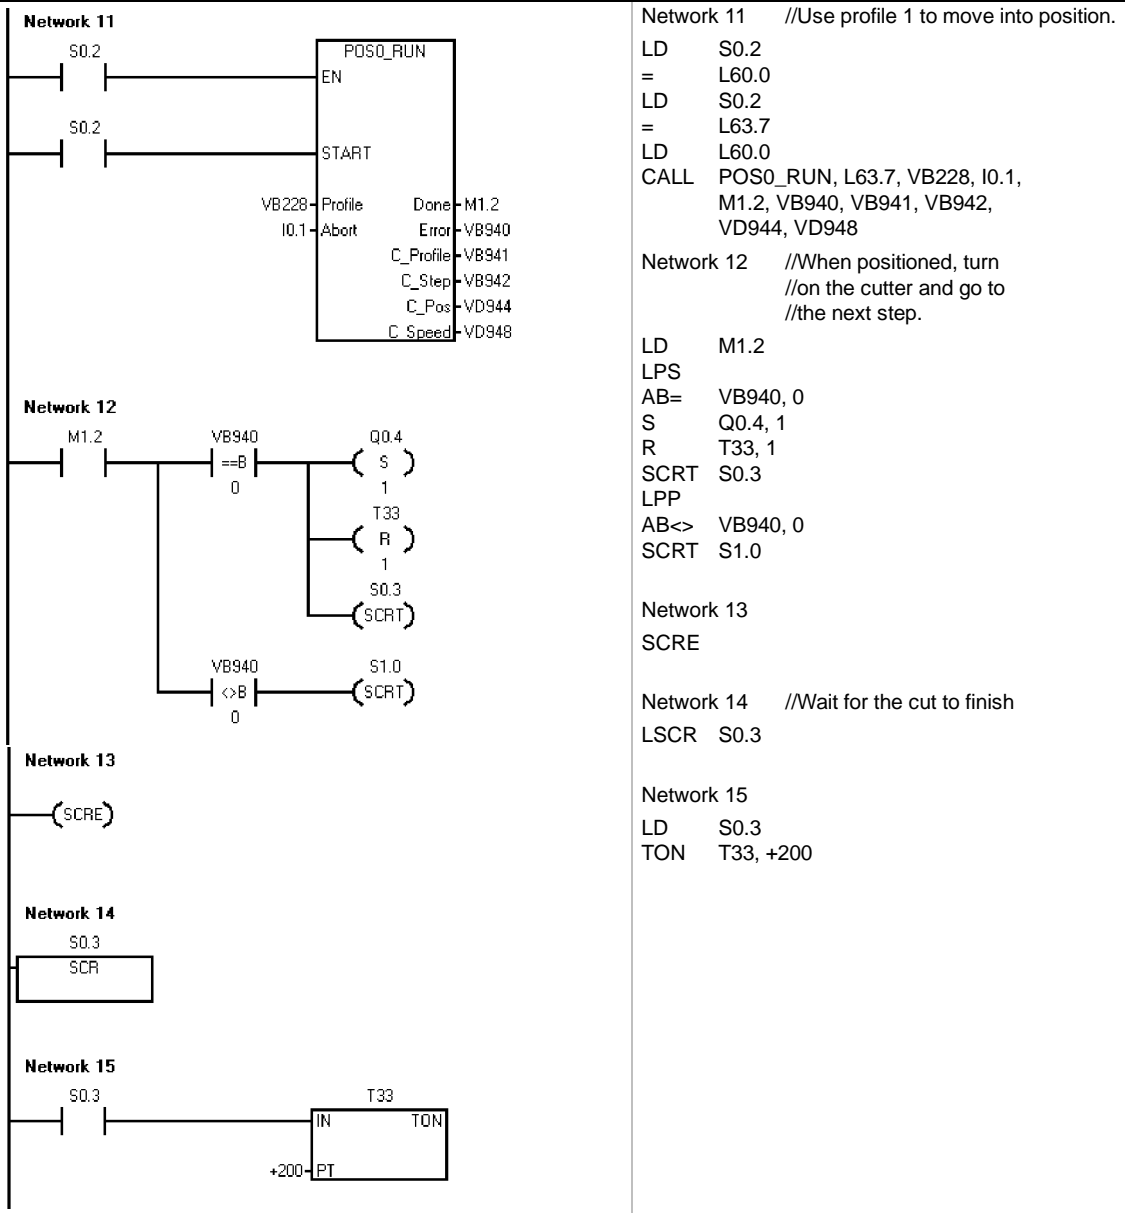 Network 11
S0.2
POS0_RUN
EN
S0.2
START
VB228 Profile Done M1.2
I0.1 Abort Error VB940
C_Profile VB941
C_Step VB942
C_Pos VD944
C_Speed VD948
Network 12
M1.2 VB940 Q0.4
==B S
0 1
T33
R
1
S0.3
SCRT
VB940 S1.0
<>B SCRT
0
Network 13
SCRE
Network 14
S0.3
SCR
Network 15
S0.3 T33
IN TON
+200 PT
Network 11 //Use profile 1 to move into position.
LD S0.2
= L60.0
LD S0.2
= L63.7
LD L60.0
CALL POS0_RUN, L63.7, VB228, I0.1,
M1.2, VB940, VB941, VB942,
VD944, VD948
Network 12 //When positioned, turn
//on the cutter and go to
//the next step.
LD M1.2
LPS
AB= VB940, 0
S Q0.4, 1
R T33, 1
SCRT S0.3
LPP
AB<> VB940, 0
SCRT S1.0
Network 13
SCRE
Network 14 //Wait for the cut to finish
LSCR S0.3
Network 15
LD S0.3
TON T33, +200